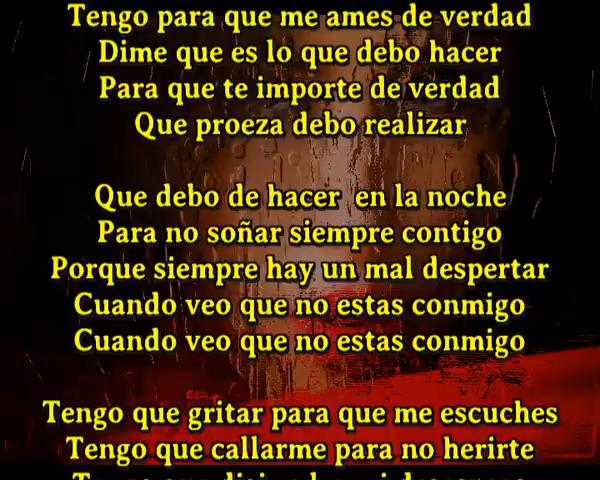 Tengo para que me ames de verdad
Dime que es lo que debo hacer
Para que te importe de verdad
Que proeza debo realizar
Que debo de hacer en la noche
Para no soñar siempre contigo
Porque siempre hay un mal despertar
Cuando veo que no estas conmigo
Cuando veo que no estas conmigo
Tengo que gritar para que me escuches
Tengo que callarme para no herirte